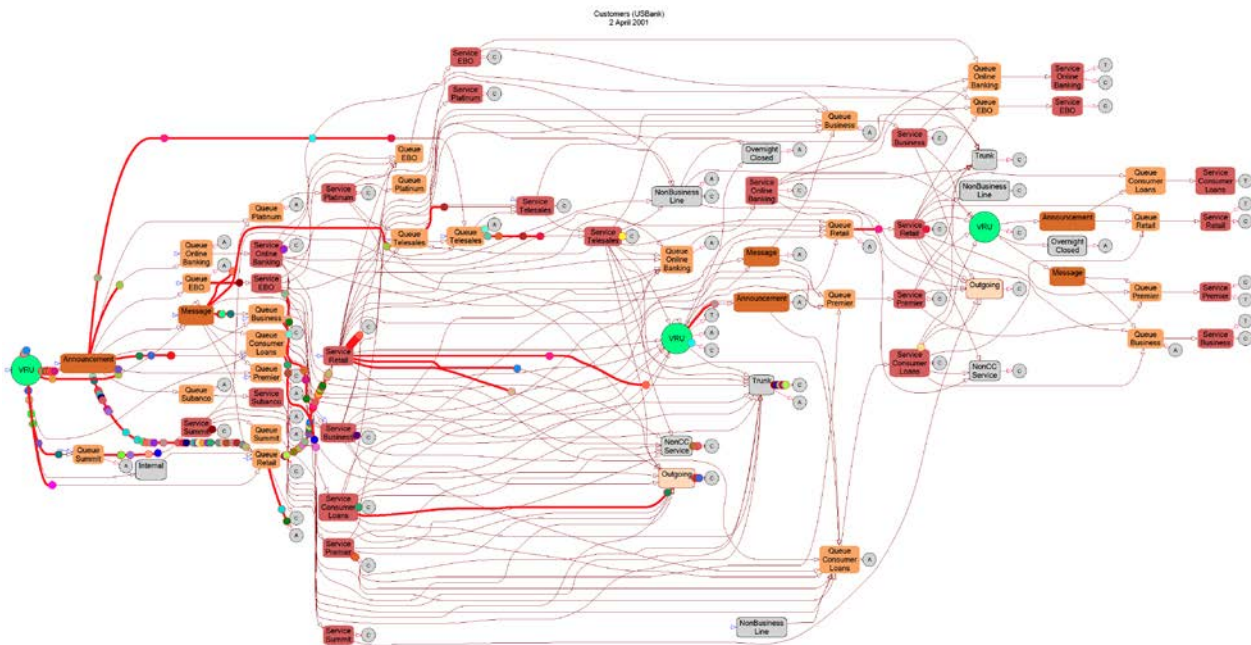 Customers (USBank)
2 April 2001
Service
EBO
C
Service
Platinum
C
Queue
Online
Banking
Service
Online
Banking
T
C
Queue
EBO
Service
EBO
C
Queue
Business
A
Service
Business
C
Queue
EBO
Overnight
Closed
A
Trunk
C
Queue
Platinum
Service
Platinum
C
NonBusiness
Line
A
C
Service
Online
Banking
A
C
NonBusiness
Line
C
Queue
Consumer
Loans
Service
Consumer
Loans
T
C
Queue
Platinum
A
Service
Telesales
C
Queue
Telesales
Queue
Telesales
A
Service
Telesales
C
Queue
Retail
A
Service
Retail
C
VRU
C
Announcement
Queue
Retail
Service
Retail
T
C
Overnight
Closed
A
Queue
Online
Banking
A
Service
Online
Banking
C
Queue
Online
Banking
A
Message
A
Message
Queue
EBO
A
Service
EBO
C
Outgoing
C
Queue
Premier
Service
Premier
C
T
Message
Queue
Business
A
Announcement
A
Queue
Premier
Service
Premier
C
Queue
Consumer
Loans
C
A
VRU
T
A
C
Queue
Business
A
Service
Business
C
Service
Retail
C
Service
Consumer
Loans
C
VRU
Announcement
Queue
Premier
A
NonCC
Service
C
Trunk
C
A
Queue
Subanco
A
Service
Subanco
A
Service
Summit
C
Queue
Summit
A
Service
Business
C
Queue
Summit
A
Internal
Queue
Retail
C
NonCC
Service
C
Outgoing
C
Service
Consumer
Loans
C
C
A
Service
Premier
C
Queue
Consumer
Loans
A
Service
Summit
C
NonBusiness
Line